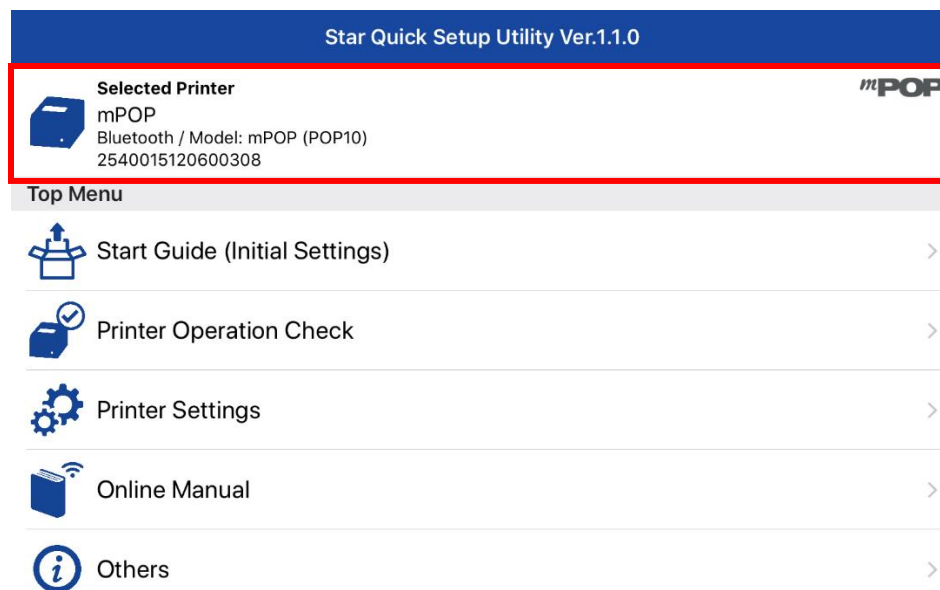 Star Quick Setup Utility Ver.1.1.0
Selected Printer
mPOP
mPOP
Bluetooth / Model: mPOP (POP10)
2540015120600308
Top Menu
Start Guide (Initial Settings)
Printer Operation Check
Printer Settings
Online Manual
Others